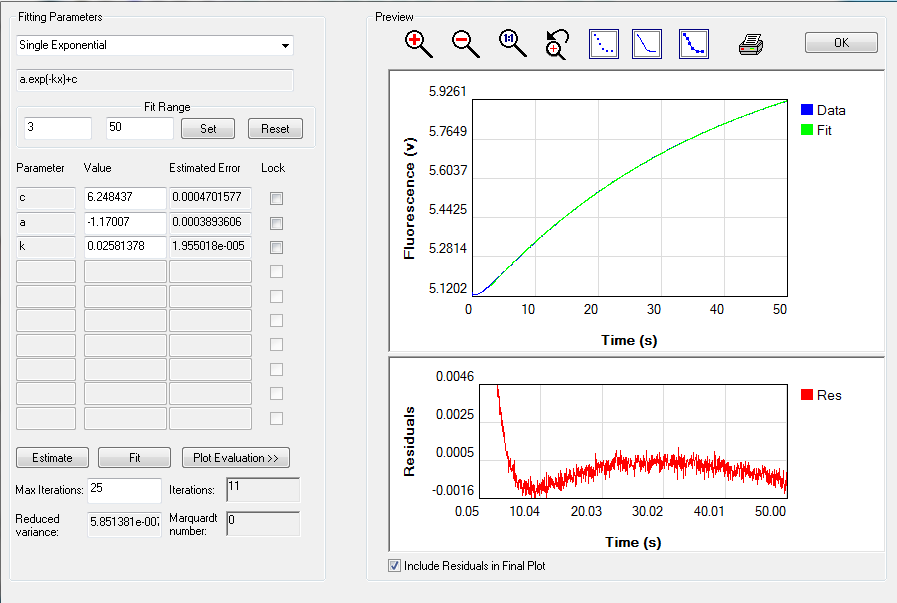 Fitting Parameters
Single Exponential
a.exp(-kx)+c
Fit Range
3 50 Set Reset
Parameter Value Estimated Error Lock
c 6.248437 0.0004701577
a -1.17007 0.0003893606
k 0.02581378 1.955018e-005
Estimate Fit Plot Evaluation >>
Max Iterations: 25 Iterations: 11
Reduced variance: 5.851381e-007 Marquardt number: 0
Preview
1:1
OK
5.9261
5.7649
5.6037
5.4425
5.2814
5.1202
Fluorescence (v)
0 10 20 30 40 50
Time (s)
Data
Fit
0.0046
0.0025
0.0005
-0.0016
Residuals
0.05 10.04 20.03 30.02 40.01 50.00
Time (s)
Res
Include Residuals in Final Plot